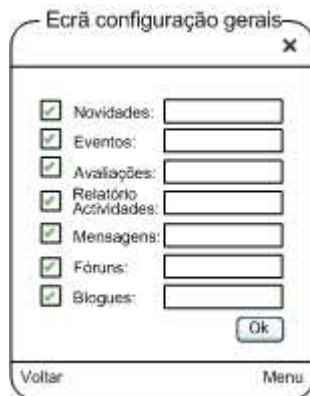 Ecrã configuração gerais
Novidades:
Eventos:
Avaliações:
Relatório
Actividades:
Mensagens:
Fóruns:
Blogues:
Ok
Voltar Menu